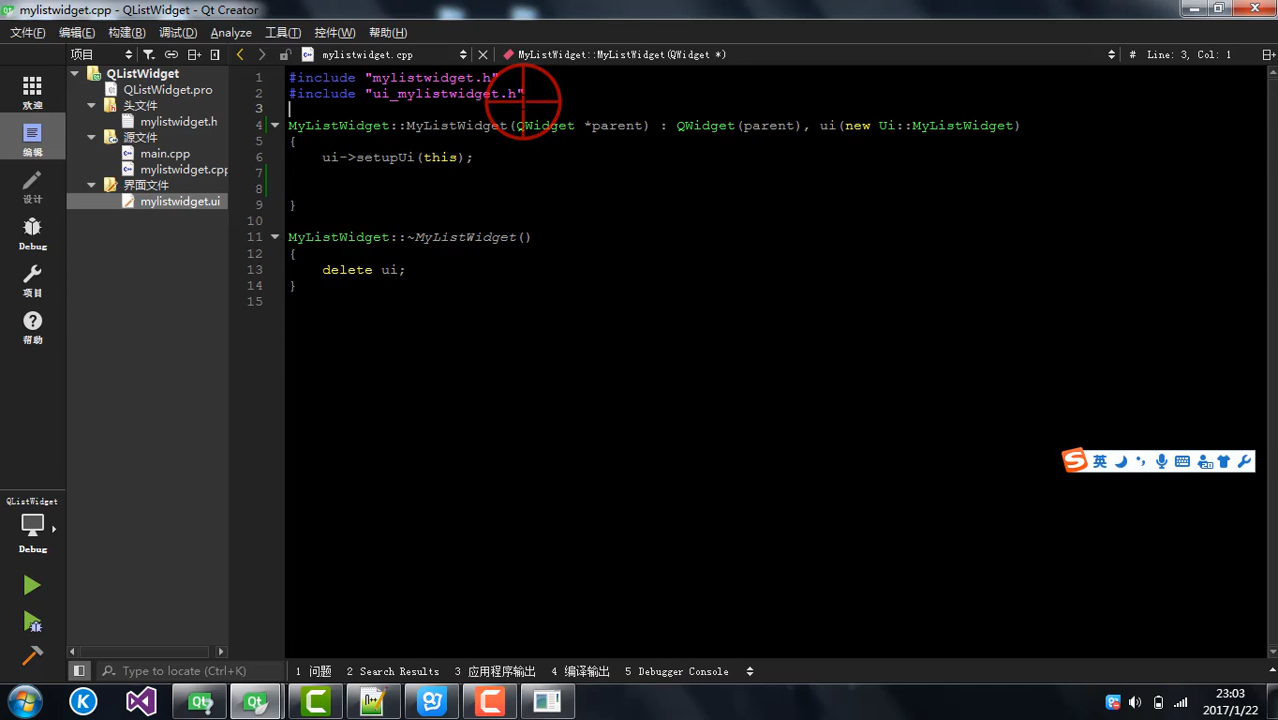 mylistwidget.cpp - QListWidget - Qt Creator
文件(F) 编辑(E) 构建(B) 调试(D) Analyze 工具(T) 控件(W) 帮助(H)
项目 mylistwidget.cpp MyListWidget::MyListWidget(QWidget *) # Line: 3, Col: 1
欢迎
编辑
设计
Debug
项目
帮助
QListWidget
Debug
QListWidget
QListWidget.pro
头文件
mylistwidget.h
源文件
main.cpp
mylistwidget.cpp
界面文件
mylistwidget.ui
1 #include "mylistwidget.h"
2 #include "ui_mylistwidget.h"
3
4 MyListWidget::MyListWidget(QWidget *parent) : QWidget(parent), ui(new Ui::MyListWidget)
5 {
6 ui->setupUi(this);
7
8
9 }
10
11 MyListWidget::~MyListWidget()
12 {
13 delete ui;
14 }
15
S 英
Type to locate (Ctrl+K) 1 问题 2 Search Results 3 应用程序输出 4 编译输出 5 Debugger Console
23:03
2017/1/22